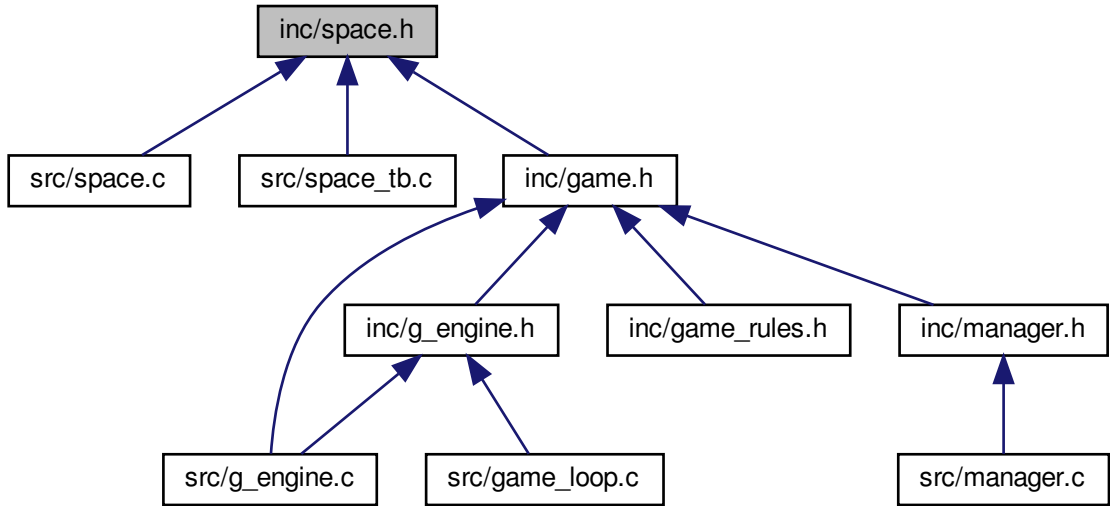 inc/space.h
src/space.c
src/space_tb.c
inc/game.h
inc/g_engine.h
inc/game_rules.h
inc/manager.h
src/g_engine.c
src/game_loop.c
src/manager.c